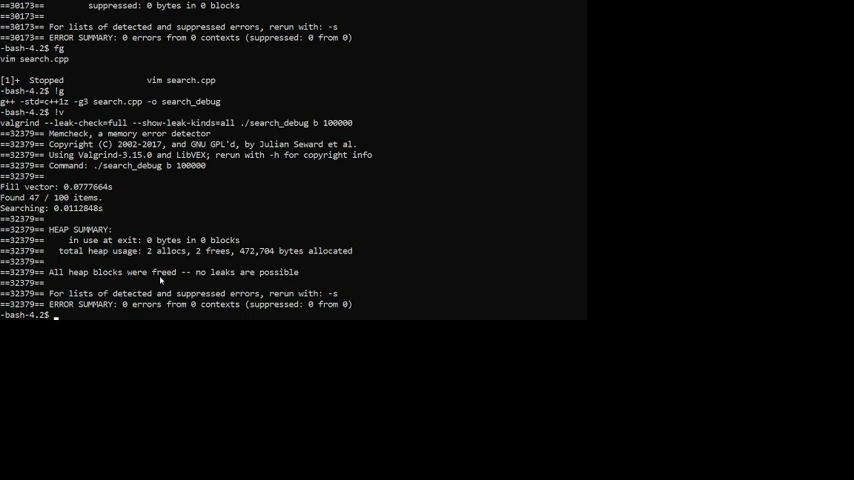 ==30173==        suppressed: 0 bytes in 0 blocks
==30173==
==30173== For lists of detected and suppressed errors, rerun with: -s
==30173== ERROR SUMMARY: 0 errors from 0 contexts (suppressed: 0 from 0)
-bash-4.2$ fg
vim search.cpp

[1]+  Stopped                 vim search.cpp
-bash-4.2$ !g
g++ -std=c++1z -g3 search.cpp -o search_debug
-bash-4.2$ !v
valgrind --leak-check=full --show-leak-kinds=all ./search_debug b 100000
==32379== Memcheck, a memory error detector
==32379== Copyright (C) 2002-2017, and GNU GPL'd, by Julian Seward et al.
==32379== Using Valgrind-3.15.0 and LibVEX; rerun with -h for copyright info
==32379== Command: ./search_debug b 100000
==32379==
Fill vector: 0.0777664s
Found 47 / 100 items.
Searching: 0.0112848s
==32379==
==32379== HEAP SUMMARY:
==32379==     in use at exit: 0 bytes in 0 blocks
==32379==   total heap usage: 2 allocs, 2 frees, 472,704 bytes allocated
==32379==
==32379== All heap blocks were freed -- no leaks are possible
==32379==
==32379== For lists of detected and suppressed errors, rerun with: -s
==32379== ERROR SUMMARY: 0 errors from 0 contexts (suppressed: 0 from 0)
-bash-4.2$